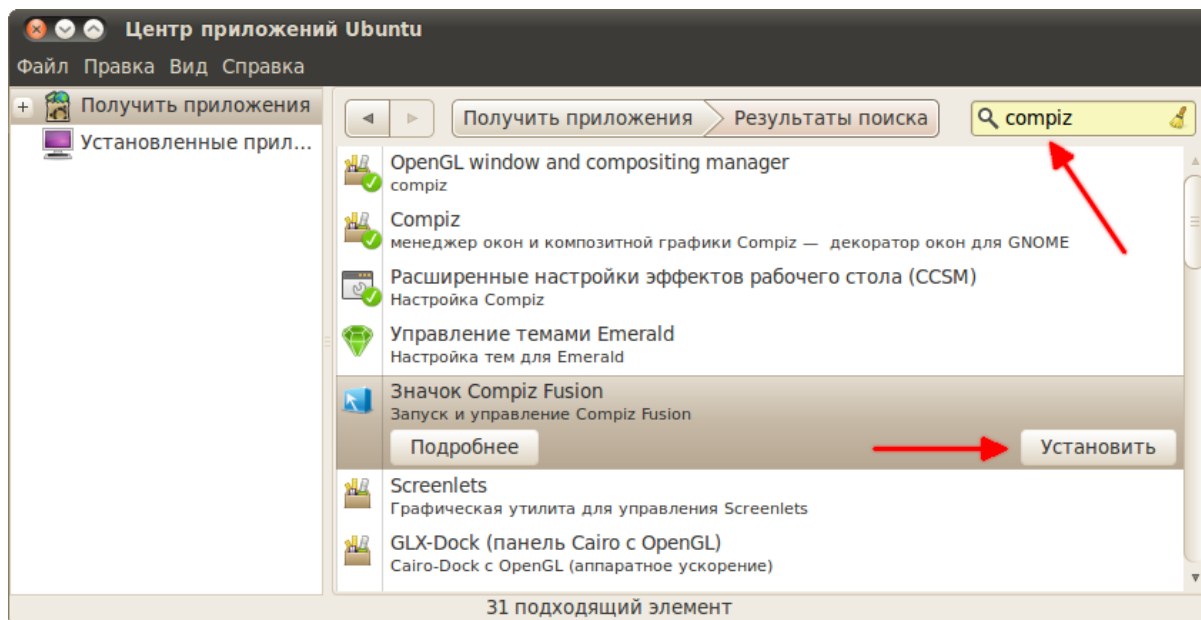 Центр приложений Ubuntu
Файл Правка Вид Справка
Получить приложения
Установленные прил...
Получить приложения Результаты поиска compiz
OpenGL window and compositing manager
compiz
Compiz
менеджер окон и композитной графики Compiz — декоратор окон для GNOME
Расширенные настройки эффектов рабочего стола (CCSM)
Настройка Compiz
Управление темами Emerald
Настройка тем для Emerald
Значок Compiz Fusion
Запуск и управление Compiz Fusion
Подробнее Установить
Screenlets
Графическая утилита для управления Screenlets
GLX-Dock (панель Cairo с OpenGL)
Cairo-Dock с OpenGL (аппаратное ускорение)
31 подходящий элемент